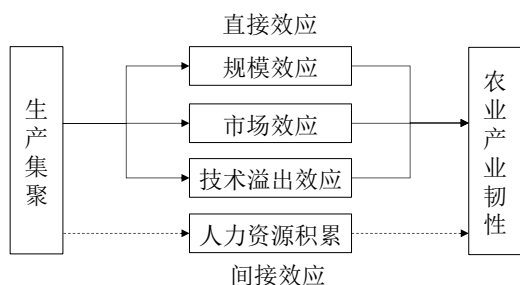 直接效应
生产集聚
规模效应
市场效应
技术溢出效应
人力资源积累
间接效应
农业产业韧性